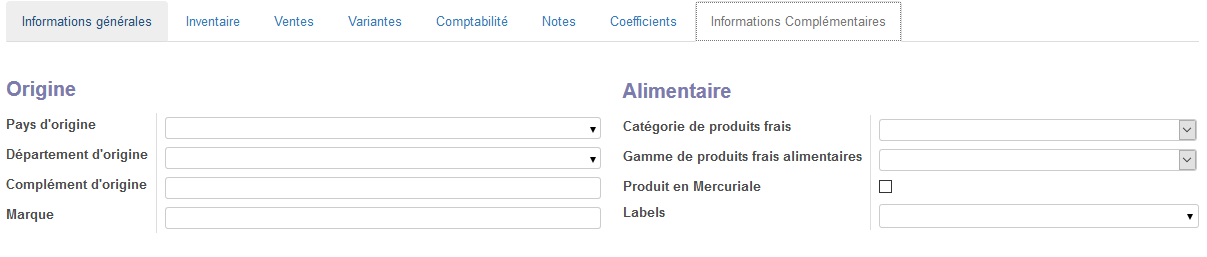 Informations générales Inventaire Ventes Variantes Comptabilité Notes Coefficients Informations Complémentaires
Origine
Pays d'origine
Département d'origine
Complément d'origine
Marque
Alimentaire
Catégorie de produits frais
Gamme de produits frais alimentaires
Produit en Mercuriale
Labels